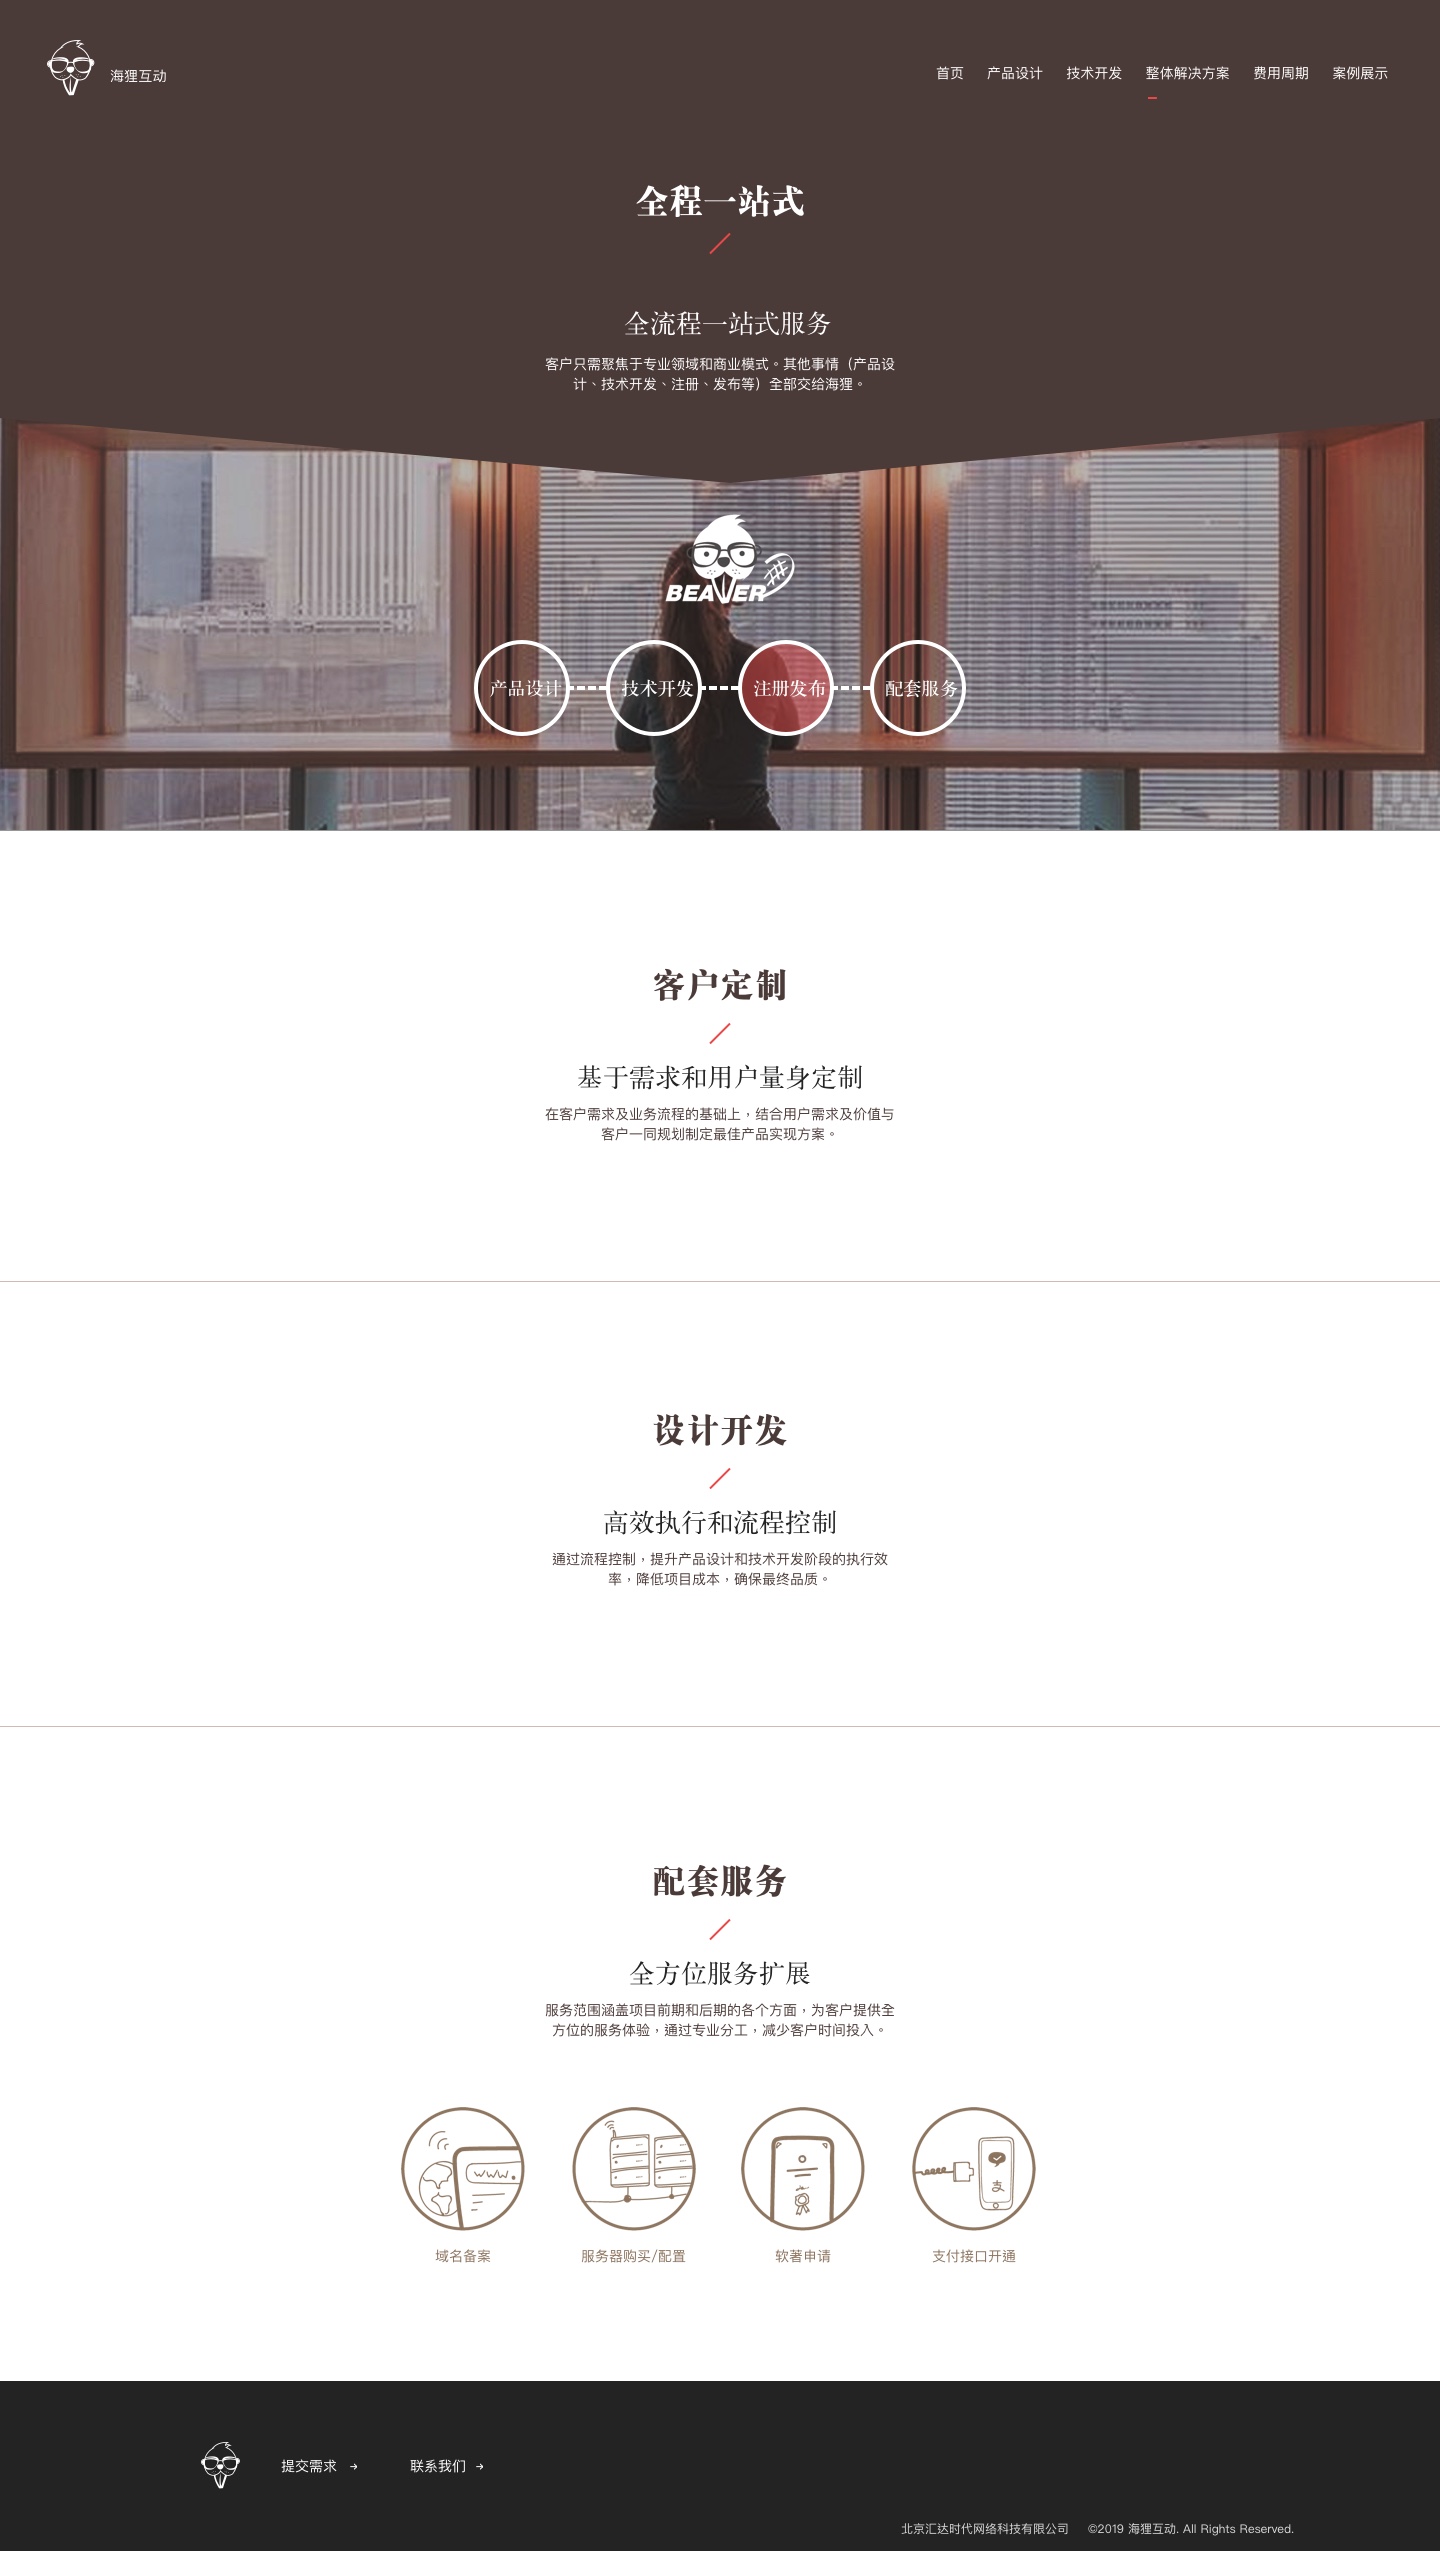 海狸互动
首页 产品设计 技术开发 整体解决方案 费用周期 案例展示
全程一站式
全流程一站式服务
客户只需聚焦于专业领域和商业模式。其他事情（产品设
计、技术开发、注册、发布等）全部交给海狸。
BEAVER
产品设计 技术开发 注册发布 配套服务
客户定制
基于需求和用户量身定制
在客户需求及业务流程的基础上，结合用户需求及价值与
客户一同规划制定最佳产品实现方案。
设计开发
高效执行和流程控制
通过流程控制，提升产品设计和技术开发阶段的执行效
率，降低项目成本，确保最终品质。
配套服务
全方位服务扩展
服务范围涵盖项目前期和后期的各个方面，为客户提供全
方位的服务体验，通过专业分工，减少客户时间投入。
www.
支
域名备案 服务器购买/配置 软著申请 支付接口开通
提交需求 → 联系我们 →
北京汇达时代网络科技有限公司 ©2019 海狸互动. All Rights Reserved.